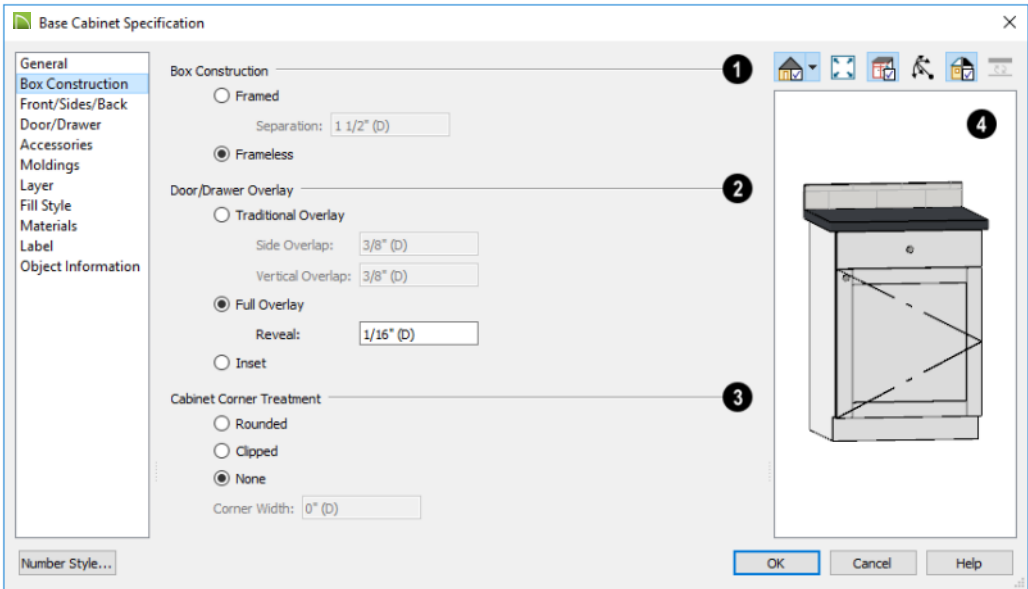 Base Cabinet Specification
General
Box Construction
Front/Sides/Back
Door/Drawer
Accessories
Moldings
Layer
Fill Style
Materials
Label
Object Information
Box Construction 1
Framed
Separation: 1 1/2" (D)
Frameless
Door/Drawer Overlay 2
Traditional Overlay
Side Overlap: 3/8" (D)
Vertical Overlap: 3/8" (D)
Full Overlay
Reveal: 1/16" (D)
Inset
Cabinet Corner Treatment 3
Rounded
Clipped
None
Corner Width: 0" (D)
4
Number Style...
OK Cancel Help